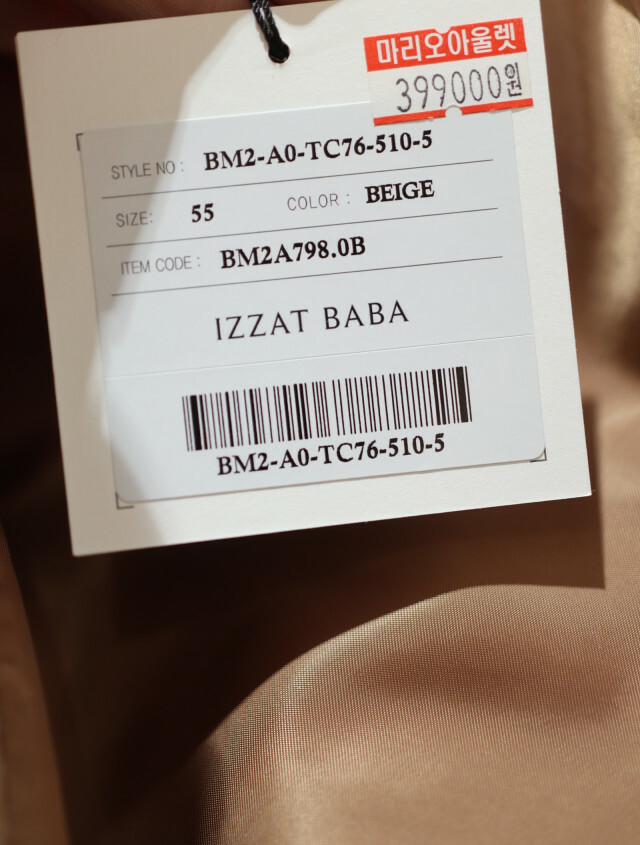 마리오아울렛
399000원
STYLE NO : BM2-A0-TC76-510-5
SIZE: 55 COLOR : BEIGE
ITEM CODE : BM2A798.0B
IZZAT BABA
BM2-A0-TC76-510-5